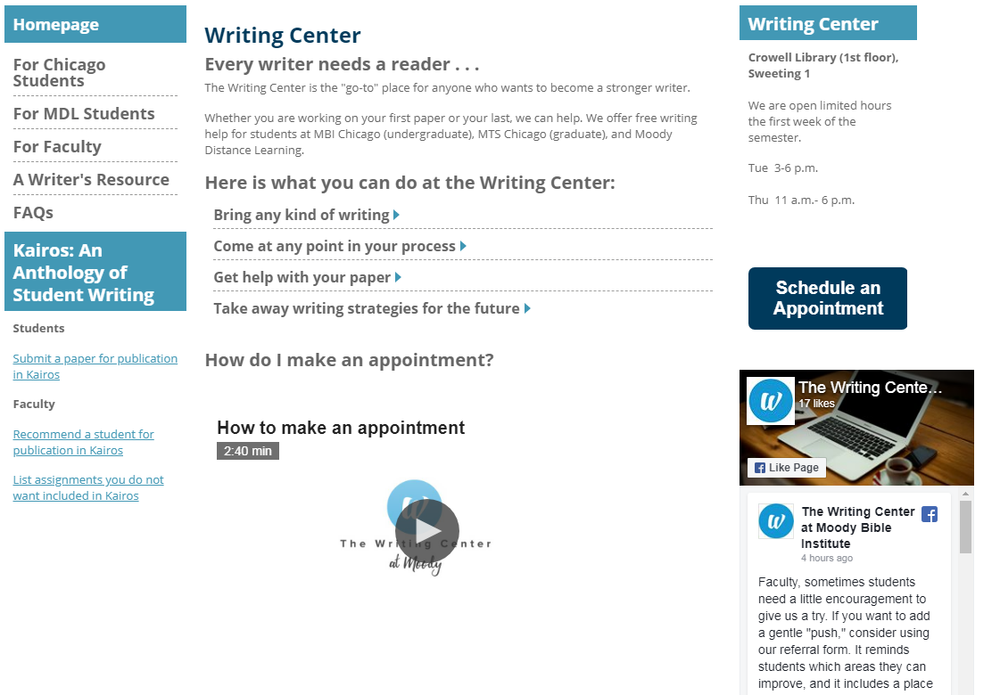 Homepage
For Chicago
Students
For MDL Students
For Faculty
A Writer's Resource
FAQs
Kairos: An
Anthology of
Student Writing
Students
Submit a paper for publication
in Kairos
Faculty
Recommend a student for
publication in Kairos
List assignments you do not
want included in Kairos
Writing Center
Every writer needs a reader . . .
The Writing Center is the "go-to" place for anyone who wants to become a stronger writer.
Whether you are working on your first paper or your last, we can help. We offer free writing
help for students at MBI Chicago (undergraduate), MTS Chicago (graduate), and Moody
Distance Learning.
Here is what you can do at the Writing Center:
Bring any kind of writing
Come at any point in your process
Get help with your paper
Take away writing strategies for the future
How do I make an appointment?
How to make an appointment
2:40 min
w
The Writing Center
at Moody
Writing Center
Crowell Library (1st floor),
Sweeting 1
We are open limited hours
the first week of the
semester.
Tue  3-6 p.m.
Thu  11 a.m.- 6 p.m.
Schedule an
Appointment
w
The Writing Cente...
17 likes
Like Page
w
The Writing Center
at Moody Bible
Institute
4 hours ago
Faculty, sometimes students
need a little encouragement to
give us a try. If you want to add
a gentle "push," consider using
our referral form. It reminds
students which areas they can
improve, and it includes a place